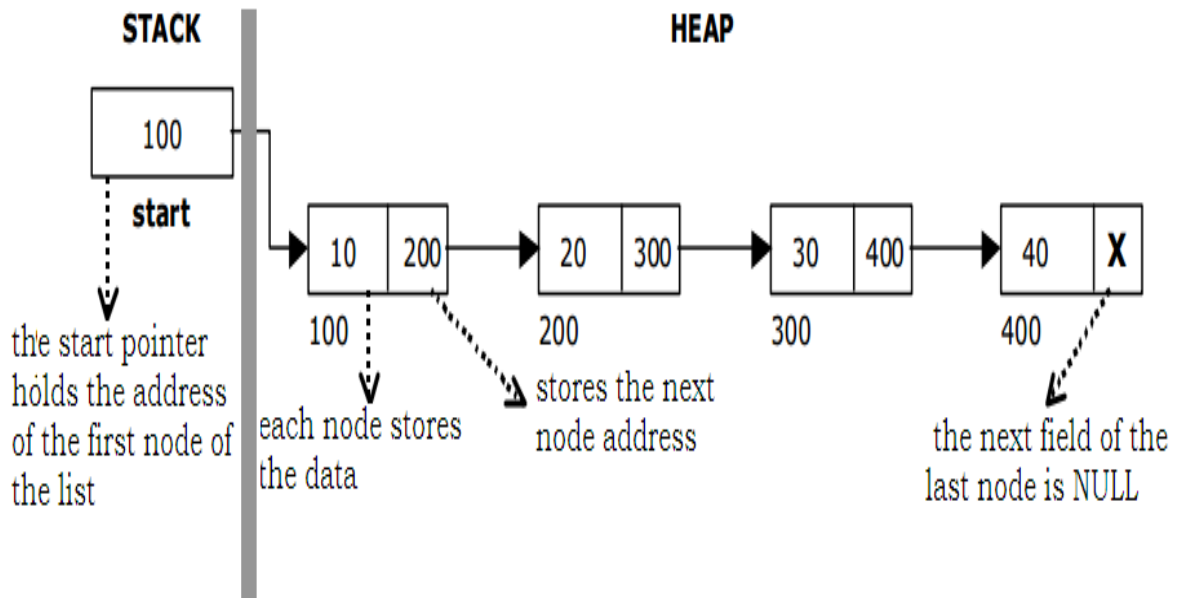 STACK
HEAP
100
start
10 200
20 300
30 400
40 X
100
200
300
400
the start pointer
holds the address
of the first node of
the list
each node stores
the data
stores the next
node address
the next field of the
last node is NULL